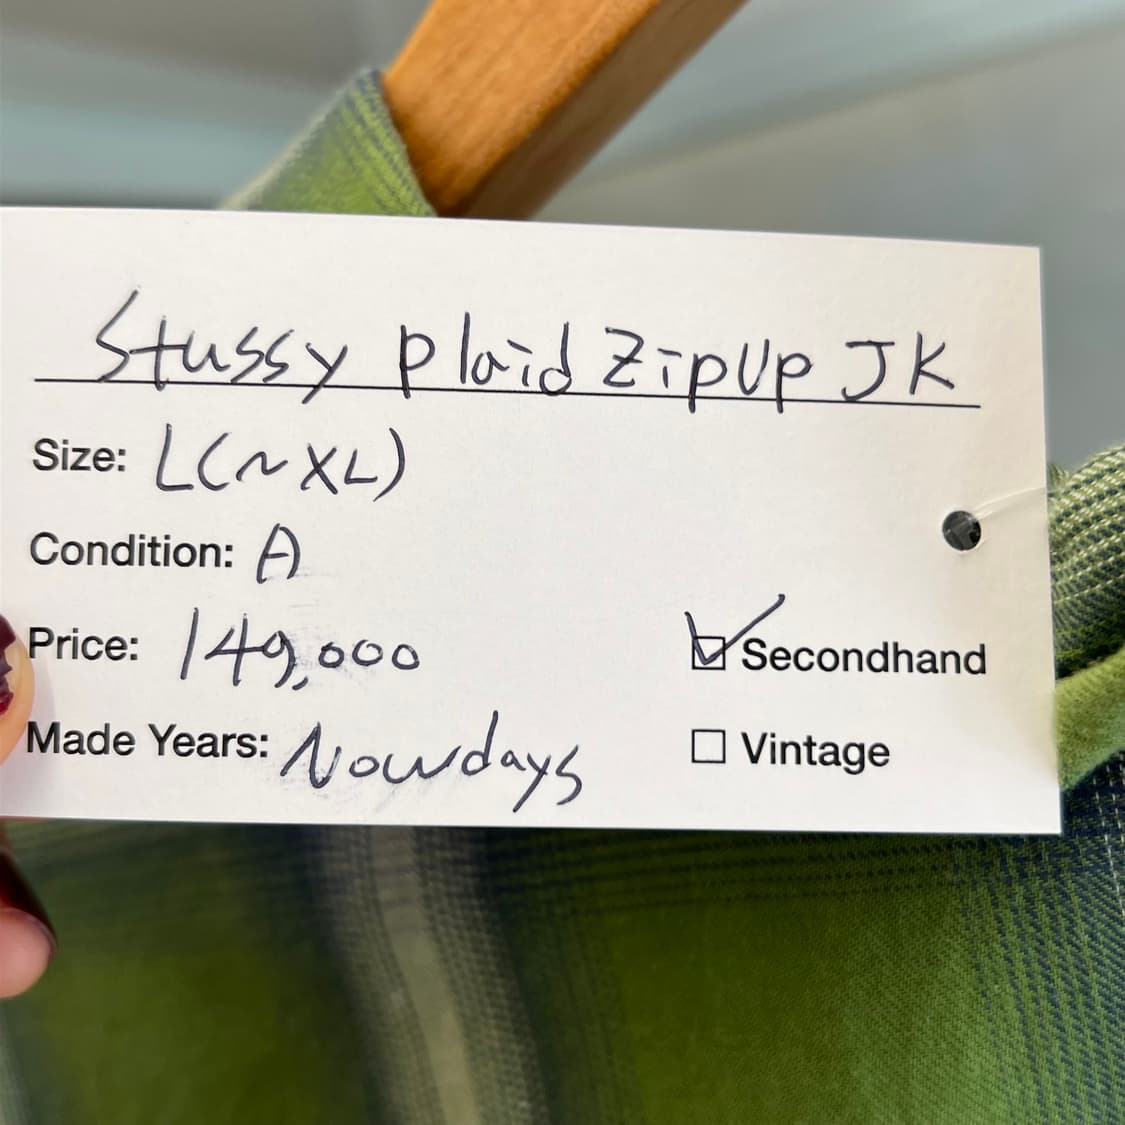 Stussy Plaid ZipUp JK
Size: L(~XL)
Condition: A
Price: 149,000
Secondhand
Made Years: Nowdays
Vintage